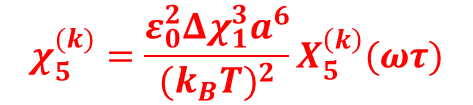 χ₅⁽ᵏ⁾ = ε₀²Δχ₁³a⁶ / (k_BT)² X₅⁽ᵏ⁾(ωτ)